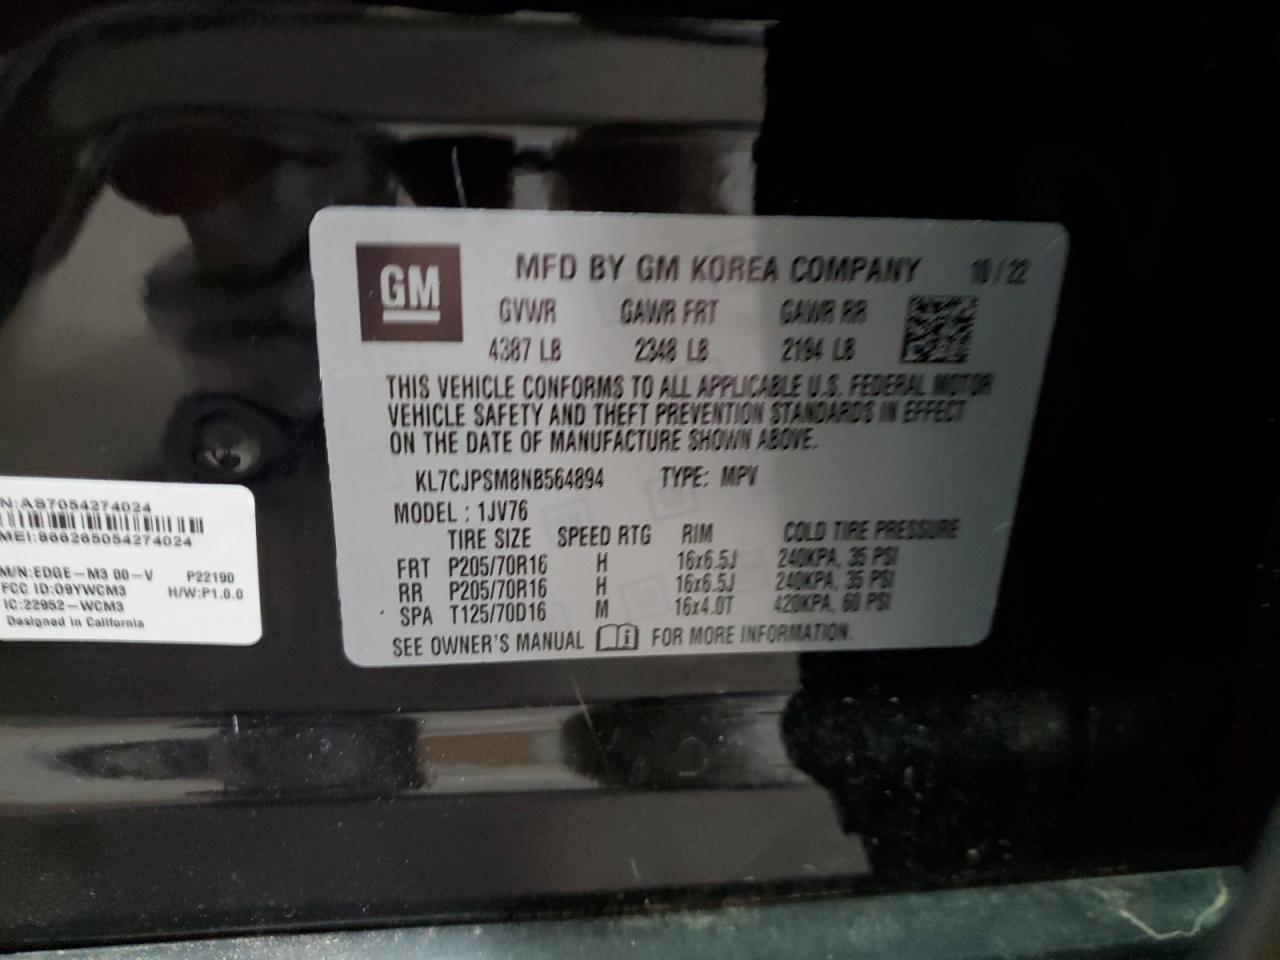 GM
MFD BY GM KOREA COMPANY 10/22
GVWR GAWR FRT GAWR RR
4387 LB 2348 LB 2194 LB
THIS VEHICLE CONFORMS TO ALL APPLICABLE U.S. FEDERAL MOTOR
VEHICLE SAFETY AND THEFT PREVENTION STANDARDS IN EFFECT
ON THE DATE OF MANUFACTURE SHOWN ABOVE.
KL7CJPSM8NB564894 TYPE: MPV
MODEL : 1JV76
TIRE SIZE SPEED RTG RIM COLD TIRE PRESSURE
FRT P205/70R16 H 16x6.5J 240KPA, 35 PSI
RR P205/70R16 H 16x6.5J 240KPA, 35 PSI
SPA T125/70D16 M 16x4.0T 420KPA, 60 PSI
SEE OWNER'S MANUAL FOR MORE INFORMATION.
N:AS7054274024
MEI:866265054274024
M/N:EDGE-M3 00-V P22190
FCC ID:O9YWCM3 H/W:P1.0.0
IC:22952-WCM3
Designed in California